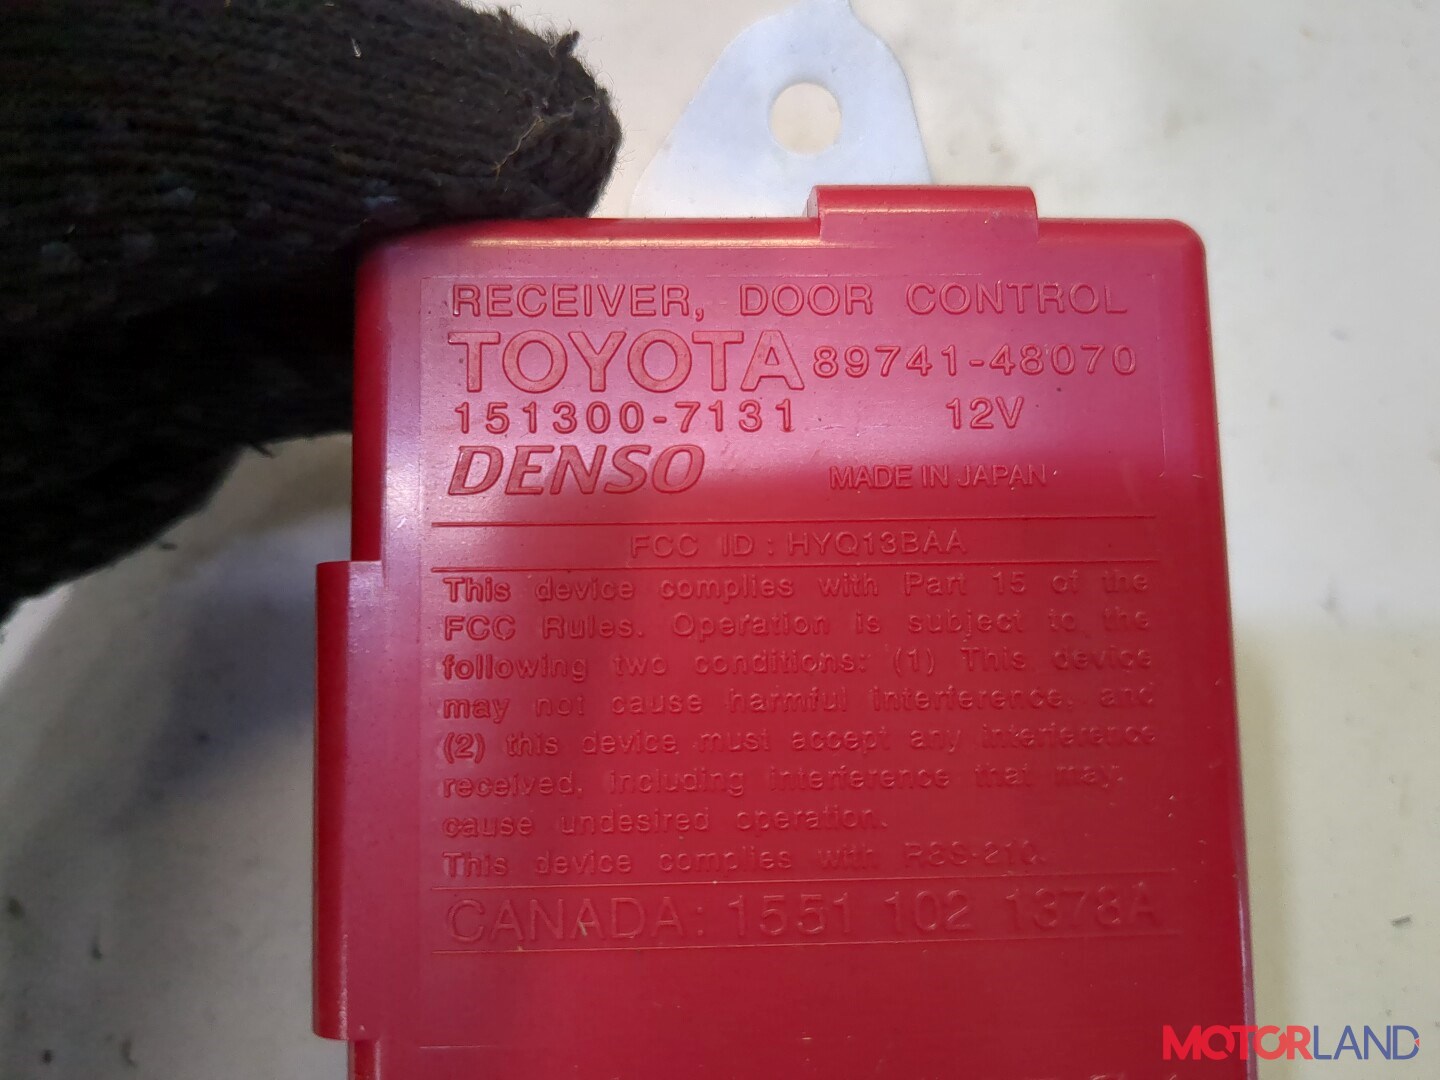 RECEIVER, DOOR CONTROL
TOYOTA 89741-48070
151300-7131 12V
DENSO MADE IN JAPAN
FCC ID : HYQ13BAA
This device complies with Part 15 of the
FCC Rules. Operation is subject to the
following two conditions: (1) This device
may not cause harmful interference, and
(2) this device must accept any interference
received, including interference that may
cause undesired operation.
This device complies with RSS-210.
CANADA : 1551 102 1378A
MOTORLAND